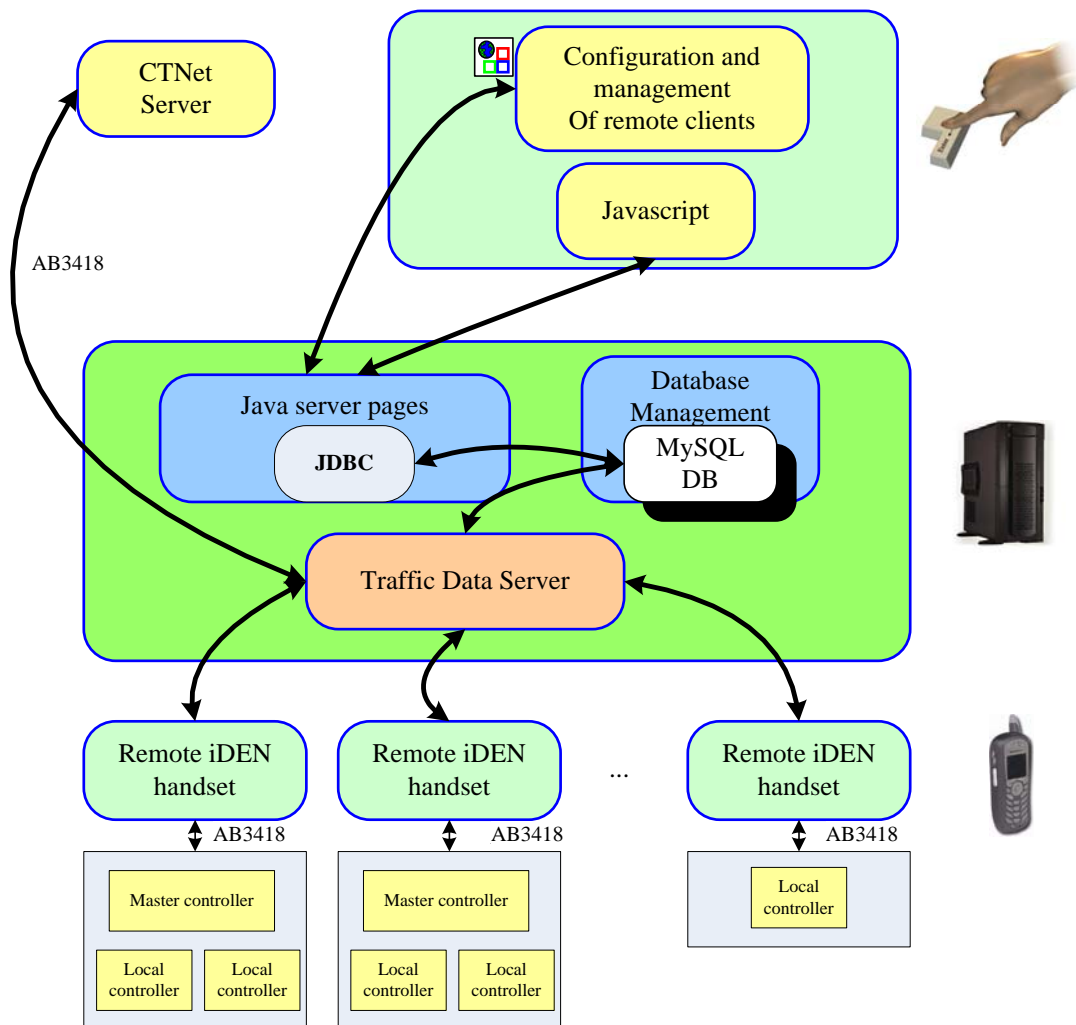 CTNet
Server
Configuration and
management
Of remote clients
Javascript
AB3418
Java server pages
JDBC
Database
Management
MySQL
DB
Traffic Data Server
Remote iDEN
handset
Remote iDEN
handset
...
Remote iDEN
handset
AB3418
AB3418
AB3418
Master controller
Local
controller
Local
controller
Master controller
Local
controller
Local
controller
Local
controller